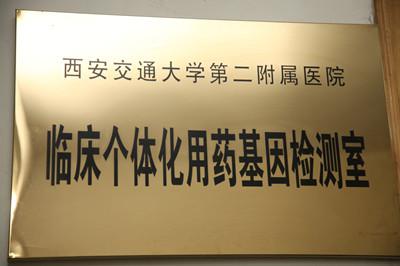 西安交通大学第二附属医院
临床个体化用药基因检测室